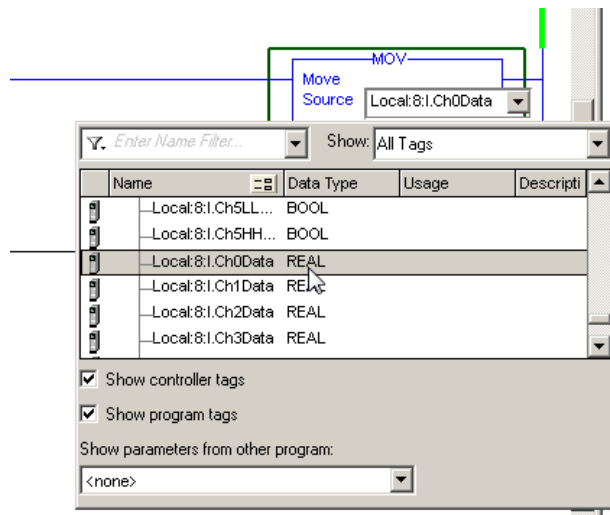 MOV
Move
Source Local:8:I.Ch0Data
Enter Name Filter... Show: All Tags
Name Data Type Usage Descripti
Local:8:I.Ch5LL... BOOL
Local:8:I.Ch5HH... BOOL
Local:8:I.Ch0Data REAL
Local:8:I.Ch1Data REAL
Local:8:I.Ch2Data REAL
Local:8:I.Ch3Data REAL
Show controller tags
Show program tags
Show parameters from other program:
<none>